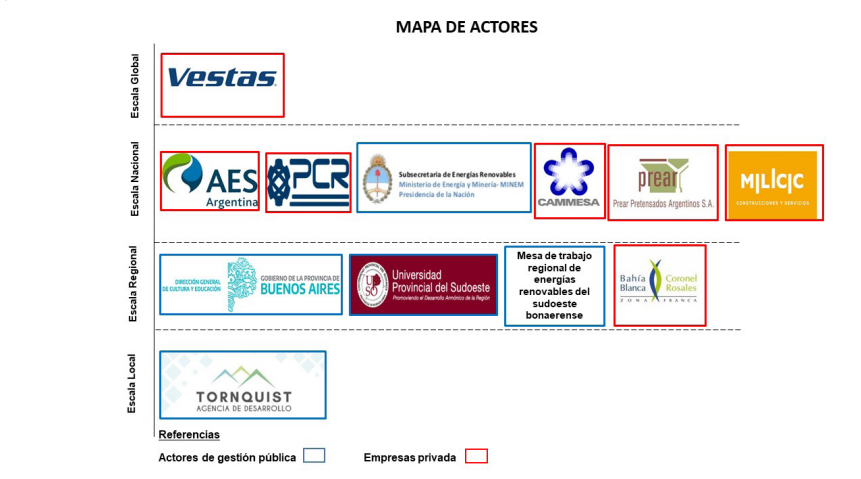 MAPA DE ACTORES
Escala Global
Vestas
Escala Nacional
AES
Argentina
PCR
Subsecretaria de Energías Renovables
Ministerio de Energía y Minería- MINEM
Presidencia de la Nación
CAMMESA
prear
Prear Pretensados Argentinos S.A.
MILICIC
CONSTRUCCIONES Y SERVICIOS
Escala Regional
DIRECCIÓN GENERAL
DE CULTURA Y EDUCACIÓN
GOBIERNO DE LA PROVINCIA DE
BUENOS AIRES
UPSO
Universidad
Provincial del Sudoeste
Promoviendo el Desarrollo Armónico de la Región
Mesa de trabajo
regional de
energías
renovables del
sudoeste
bonaerense
Bahía Coronel
Blanca Rosales
ZONA FRANCA
Escala Local
TORNQUIST
AGENCIA DE DESARROLLO
Referencias
Actores de gestión pública
Empresas privada